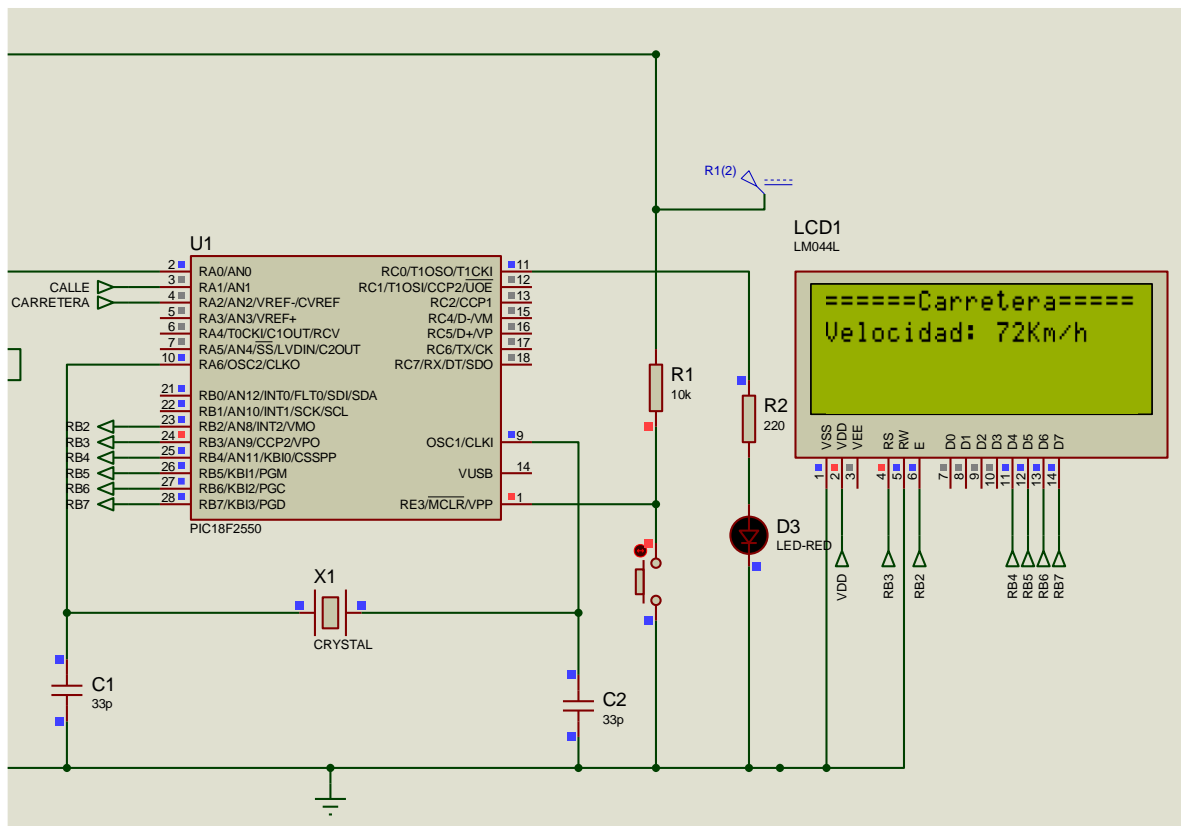 R1(2)
LCD1
LM044L
======Carretera=====
Velocidad: 72Km/h
VSS
VDD
VEE
RS
RW
E
D0
D1
D2
D3
D4
D5
D6
D7
1
2
3
4
5
6
7
8
9
10
11
12
13
14
VDD
RB3
RB2
RB4
RB5
RB6
RB7
U1
2 RA0/AN0
CALLE 3 RA1/AN1
CARRETERA 4 RA2/AN2/VREF-/CVREF
5 RA3/AN3/VREF+
6 RA4/T0CKI/C1OUT/RCV
7 RA5/AN4/SS/LVDIN/C2OUT
10 RA6/OSC2/CLKO
21 RB0/AN12/INT0/FLT0/SDI/SDA
22 RB1/AN10/INT1/SCK/SCL
RB2 23 RB2/AN8/INT2/VMO
RB3 24 RB3/AN9/CCP2/VPO
RB4 25 RB4/AN11/KBI0/CSSPP
RB5 26 RB5/KBI1/PGM
RB6 27 RB6/KBI2/PGC
RB7 28 RB7/KBI3/PGD
RC0/T1OSO/T1CKI 11
RC1/T1OSI/CCP2/UOE 12
RC2/CCP1 13
RC4/D-/VM 15
RC5/D+/VP 16
RC6/TX/CK 17
RC7/RX/DT/SDO 18
OSC1/CLKI 9
VUSB 14
RE3/MCLR/VPP 1
PIC18F2550
R1
10k
R2
220
D3
LED-RED
X1
CRYSTAL
C1
33p
C2
33p